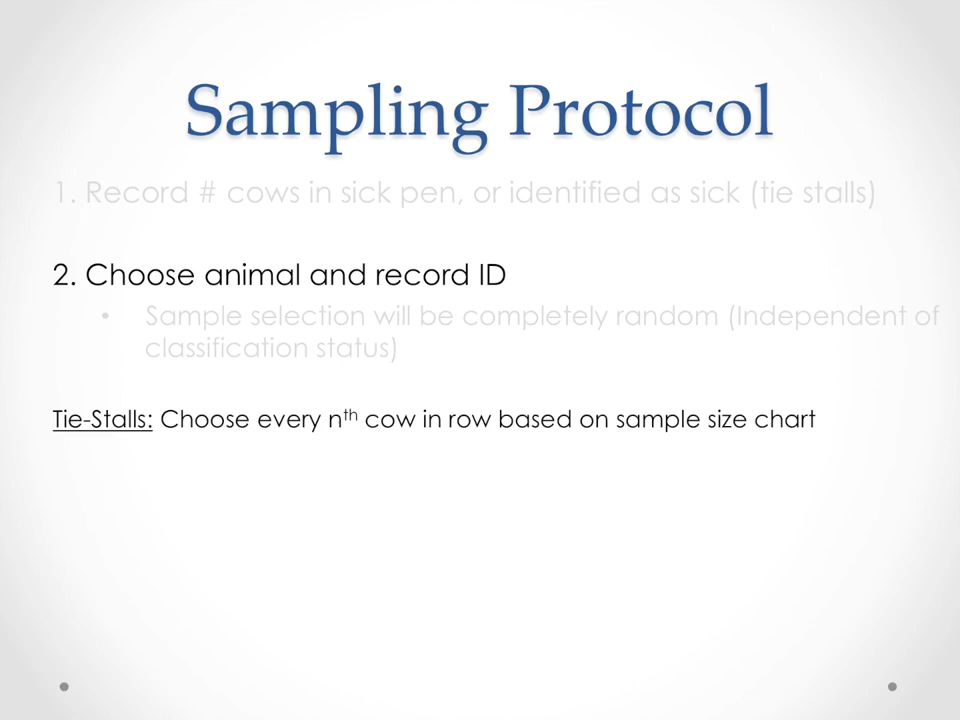 Sampling Protocol
1. Record # cows in sick pen, or identified as sick (tie stalls)
2. Choose animal and record ID
• Sample selection will be completely random (Independent of
classification status)
Tie-Stalls: Choose every nth cow in row based on sample size chart